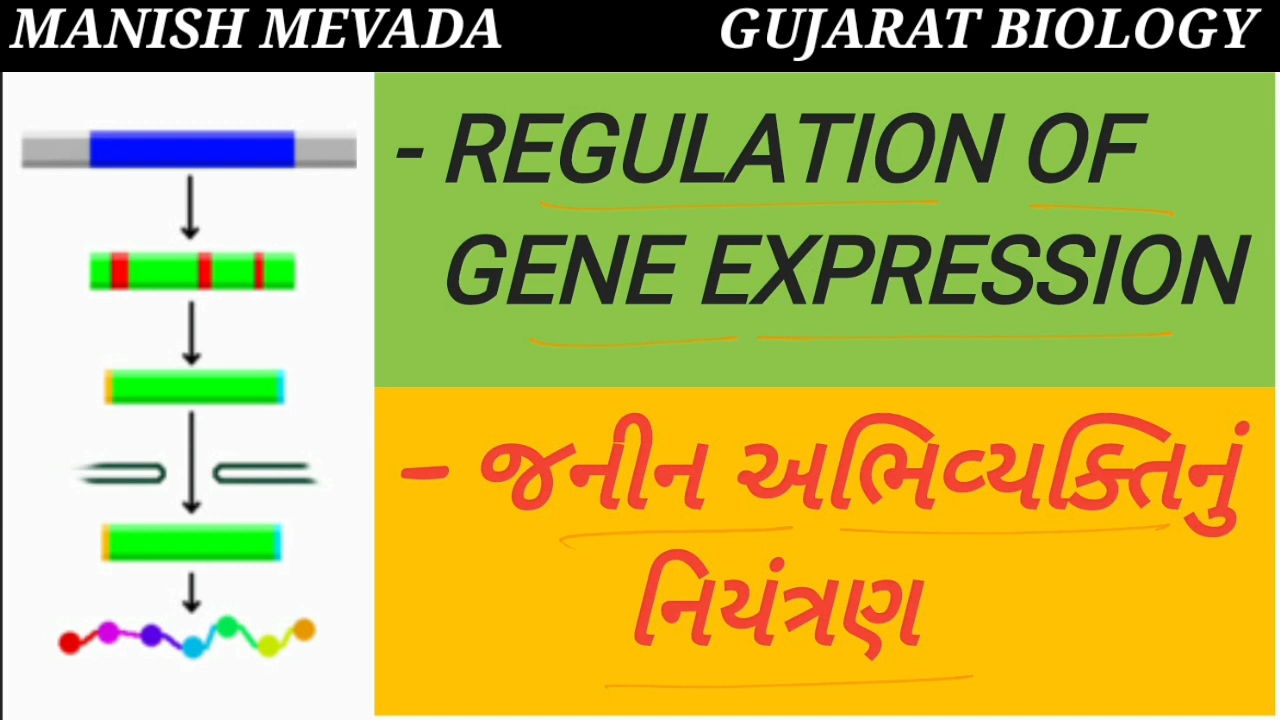 MANISH MEVADA GUJARAT BIOLOGY
- REGULATION OF
GENE EXPRESSION
- જનીન અભિવ્યક્તિનું
નિયંત્રણ